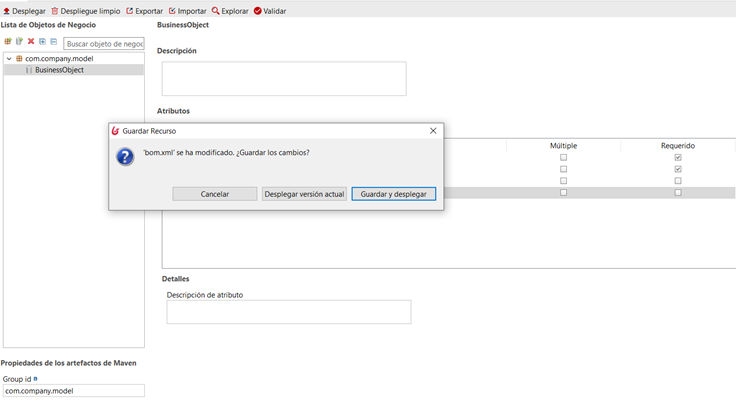 Desplegar Despliegue limpio Exportar Importar Explorar Validar
Lista de Objetos de Negocio
BusinessObject
Buscar objeto de negoc
com.company.model
BusinessObject
Descripción
Atributos
Múltiple Requerido
Guardar Recurso
'bom.xml' se ha modificado. ¿Guardar los cambios?
Cancelar Desplegar versión actual Guardar y desplegar
Detalles
Descripción de atributo
Propiedades de los artefactos de Maven
Group id
com.company.model